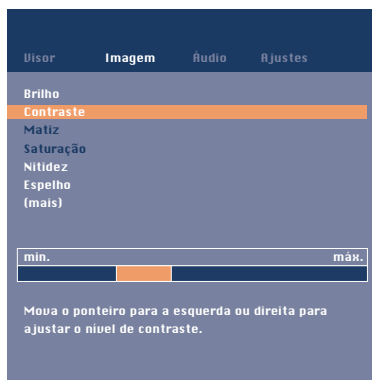 Visor Imagem Áudio Ajustes
Brilho
Contraste
Matiz
Saturação
Nitidez
Espelho
(mais)
min. máx.
Mova o ponteiro para a esquerda ou direita para
ajustar o nível de contraste.